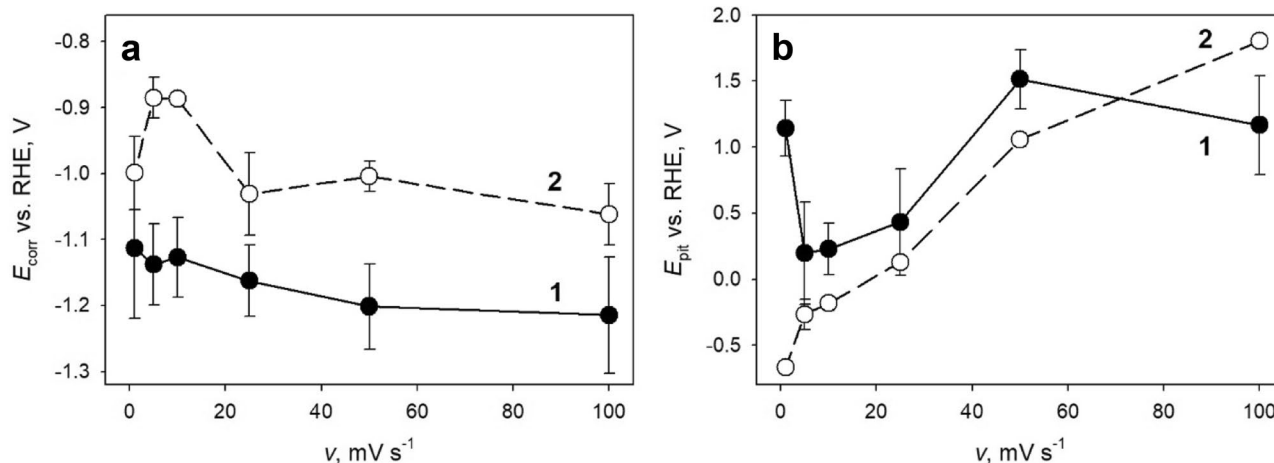 a
-0.8
-0.9
-1.0
-1.1
-1.2
-1.3
E_corr vs. RHE, V
2
1
0 20 40 60 80 100
v, mV s⁻¹
b
2.0
1.5
1.0
0.5
0.0
-0.5
E_pit vs. RHE, V
2
1
0 20 40 60 80 100
v, mV s⁻¹